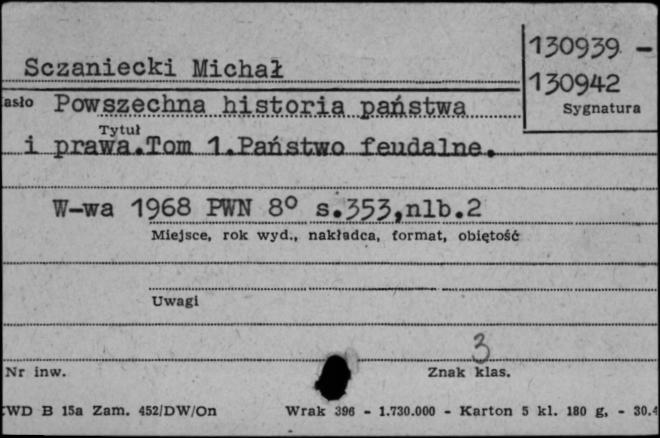 130939 -
Sczaniecki Michał
130942
Sygnatura
asło Powszechna historia państwa
Tytuł
i prawa.Tom 1.Państwo feudalne.
W-wa 1968 PWN 8° s.353,nlb.2
Miejsce, rok wyd., nakładca, format, objętość
Uwagi
3
Nr inw.
Znak klas.
ZWD B 15a Zam. 452/DW/On Wrak 396 - 1.730.000 - Karton 5 kl. 180 g, - 30.4